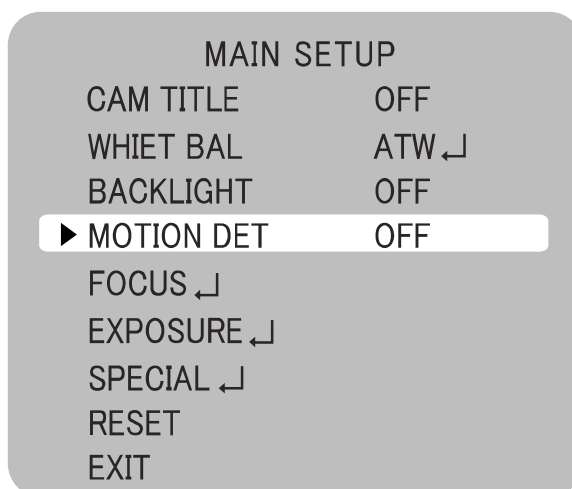 MAIN SETUP
CAM TITLE OFF
WHIET BAL ATW↵
BACKLIGHT OFF
▶ MOTION DET OFF
FOCUS↵
EXPOSURE↵
SPECIAL↵
RESET
EXIT